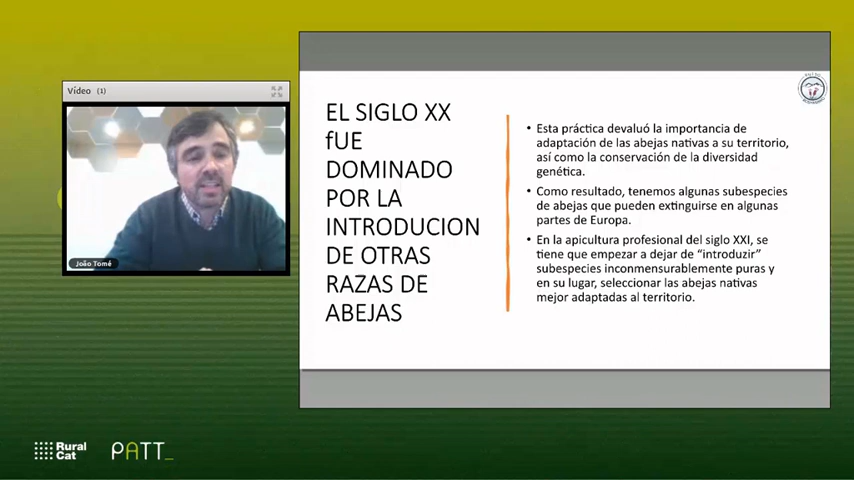 Vídeo (1)
João Tomé
EL SIGLO XX
fUE
DOMINADO
POR LA
INTRODUCION
DE OTRAS
RAZAS DE
ABEJAS
• Esta práctica devaluó la importancia de
adaptación de las abejas nativas a su territorio,
así como la conservación de la diversidad
genética.
• Como resultado, tenemos algunas subespecies
de abejas que pueden extinguirse en algunas
partes de Europa.
• En la apicultura profesional del siglo XXI, se
tiene que empezar a dejar de “introduzir”
subespecies inconmensurablemente puras y
en su lugar, seleccionar las abejas nativas
mejor adaptadas al territorio.
Rural
Cat
PATT_